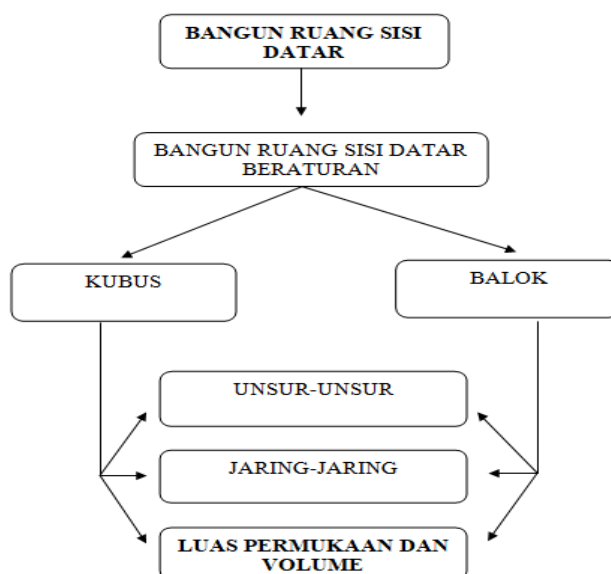 BANGUN RUANG SISI
DATAR
BANGUN RUANG SISI DATAR
BERATURAN
KUBUS
BALOK
UNSUR-UNSUR
JARING-JARING
LUAS PERMUKAAN DAN
VOLUME